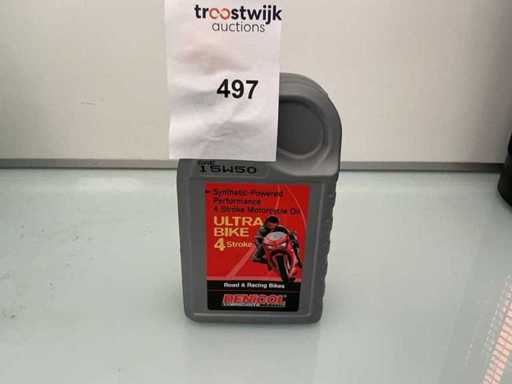 troostwijk
auctions
497
SAE
15W50
Synthetic-Powered
Performance
4 Stroke Motorcycle Oil
ULTRA
BIKE
4 Stroke
Road & Racing Bikes
DENICOL